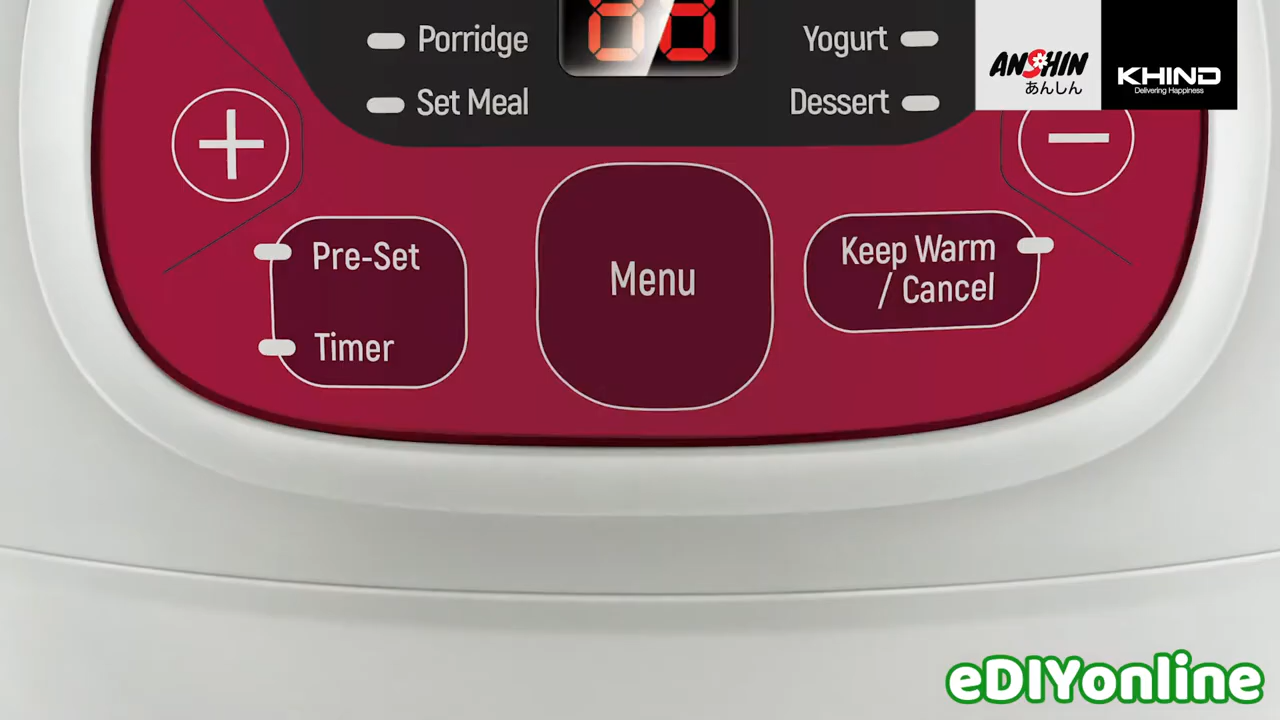 Porridge
Yogurt
Set Meal
Dessert
ANSHIN
あんしん
KHIND
Delivering Happiness
Pre-Set
Timer
Menu
Keep Warm
/ Cancel
eDIYonline